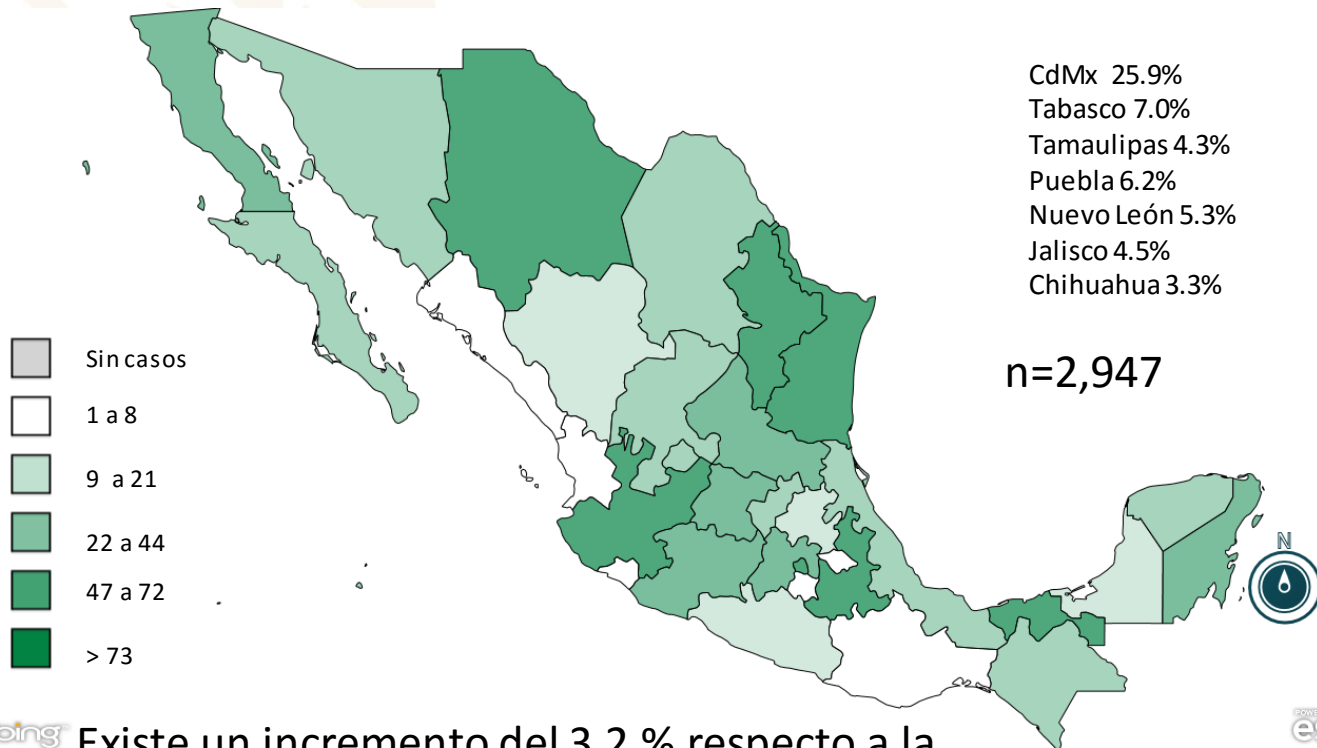 CdMx 25.9%
Tabasco 7.0%
Tamaulipas 4.3%
Puebla 6.2%
Nuevo León 5.3%
Jalisco 4.5%
Chihuahua 3.3%
n=2,947
Sin casos
1 a 8
9 a 21
22 a 44
47 a 72
> 73
N
bing
Existe un incremento del 3.2 % respecto a la